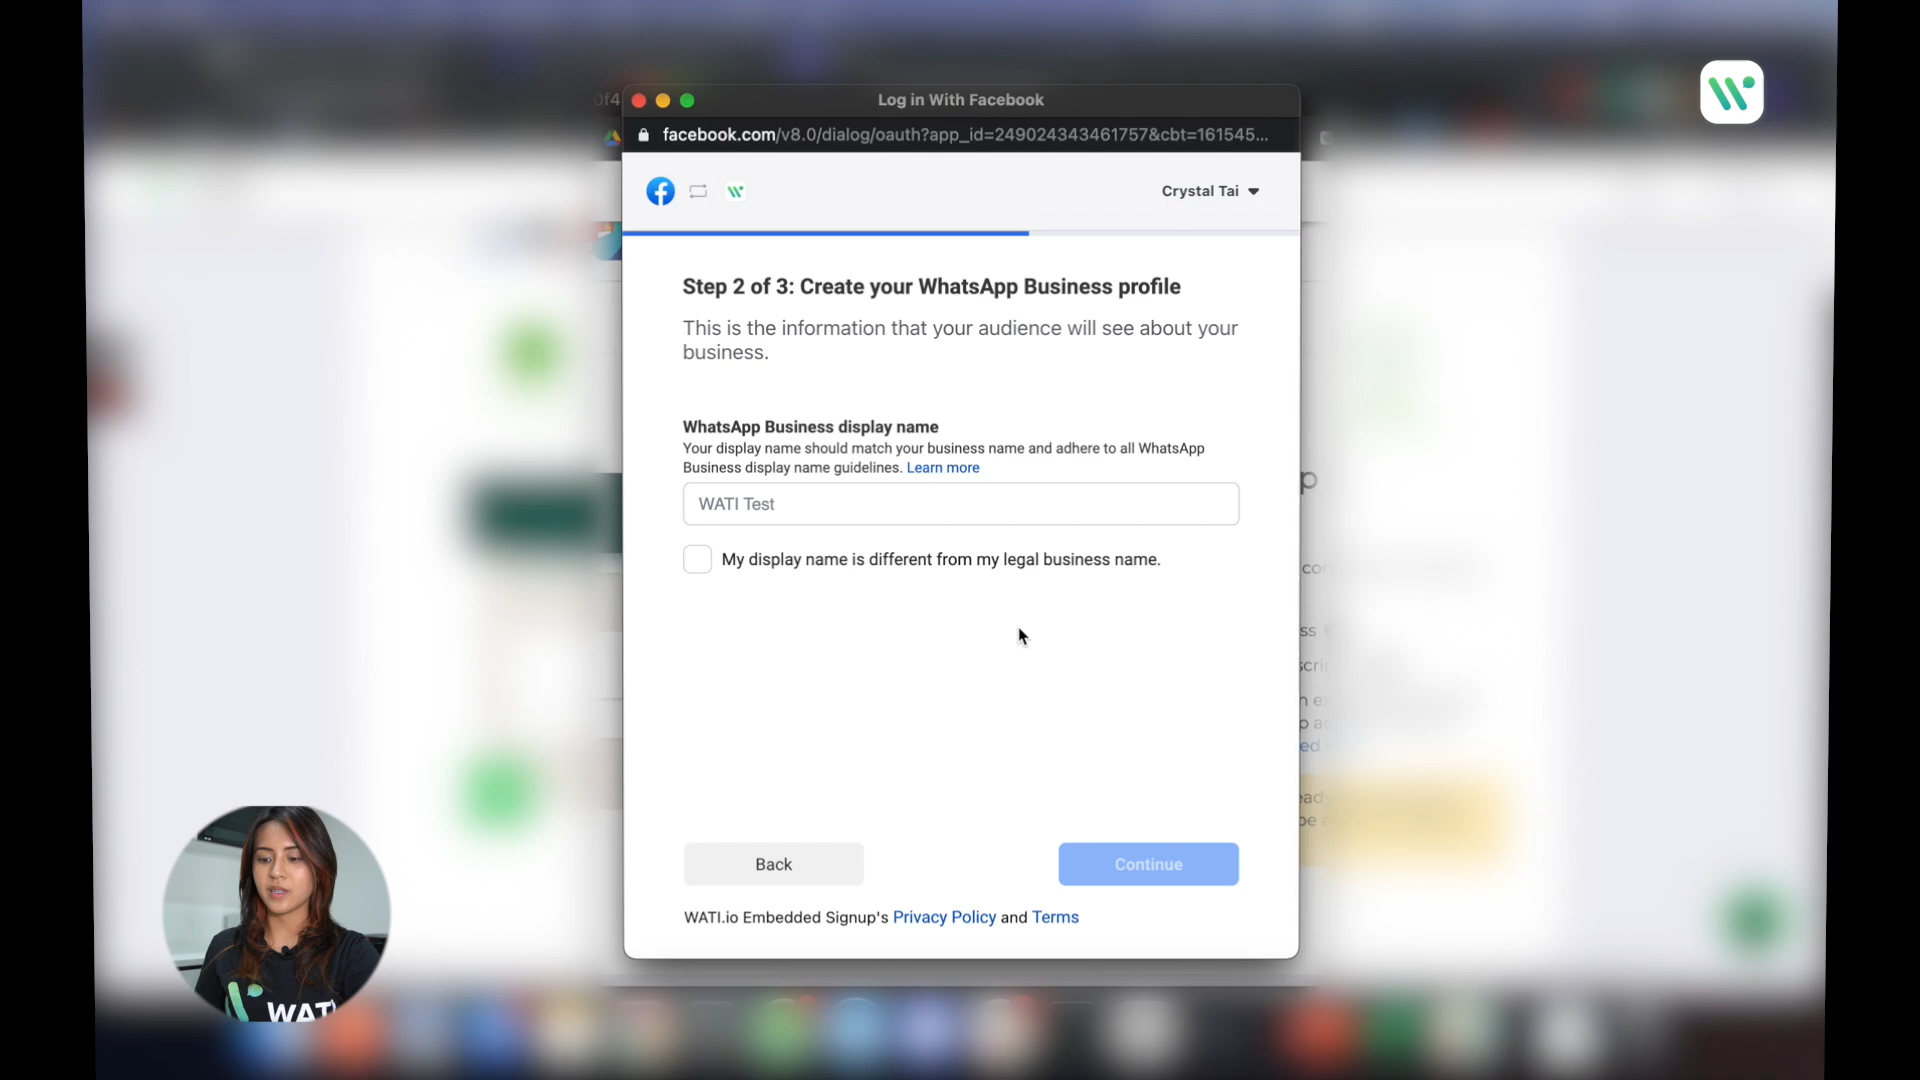 0f4
Log in With Facebook
facebook.com/v8.0/dialog/oauth?app_id=249024343461757&cbt=161545...
Crystal Tai
Step 2 of 3: Create your WhatsApp Business profile
This is the information that your audience will see about your
business.
WhatsApp Business display name
Your display name should match your business name and adhere to all WhatsApp
Business display name guidelines. Learn more
WATI Test
My display name is different from my legal business name.
Back
Continue
WATI.io Embedded Signup's Privacy Policy and Terms
WATI